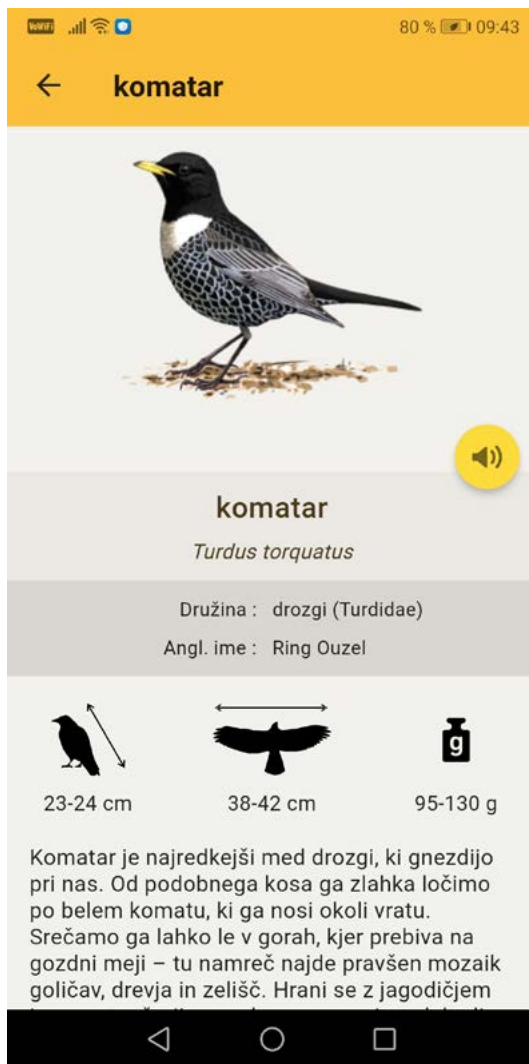 VoWiFi 80 % 09:43
komatar
komatar
Turdus torquatus
Družina : drozgi (Turdidae)
Angl. ime : Ring Ouzel
g
23-24 cm 38-42 cm 95-130 g
Komatar je najredkejši med drozgi, ki gnezdijo
pri nas. Od podobnega kosa ga zlahka ločimo
po belem komatu, ki ga nosi okoli vratu.
Srečamo ga lahko le v gorah, kjer prebiva na
gozdni meji – tu namreč najde pravšen mozaik
goličav, drevja in zelišč. Hrani se z jagodičjem